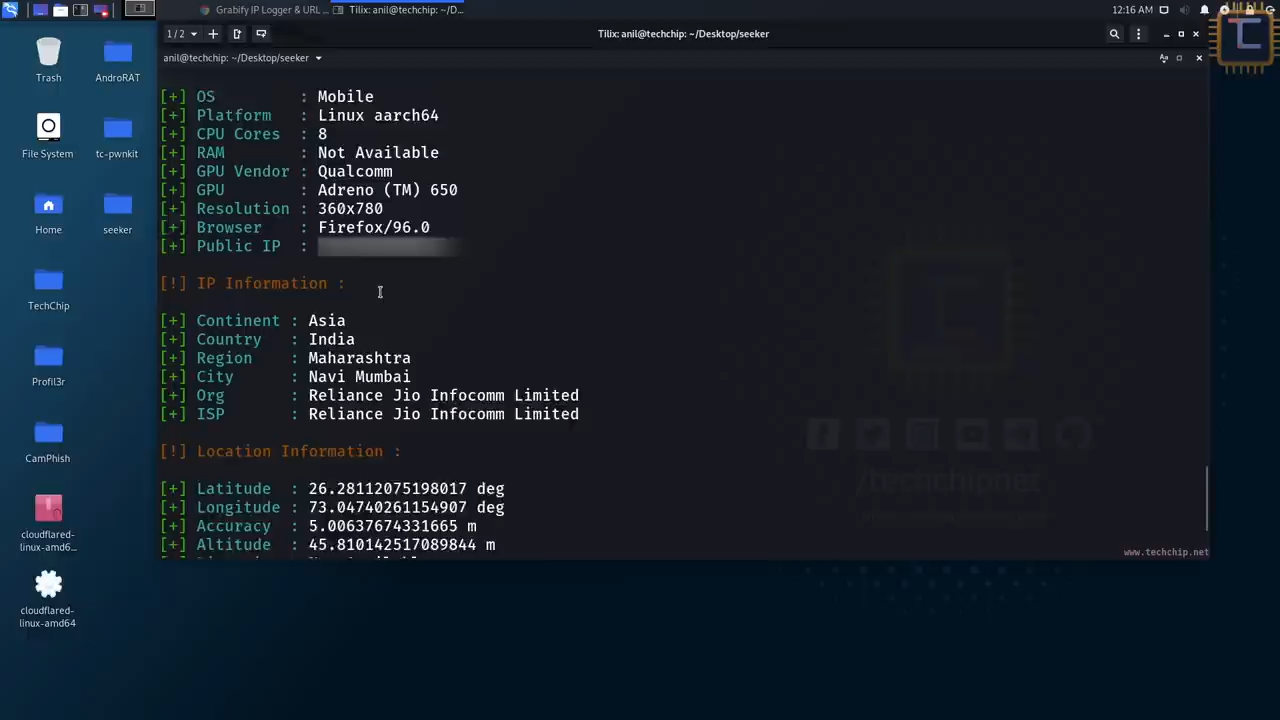 Grabify IP Logger & URL ...
Tilix: anil@techchip: ~/D...
12:16 AM
1/2
Tilix: anil@techchip: ~/Desktop/seeker
anil@techchip: ~/Desktop/seeker
Trash
AndroRAT
File System
tc-pwnkit
Home
seeker
TechChip
Profil3r
CamPhish
cloudflared-
linux-amd6...
cloudflared-
linux-amd64
[+] OS : Mobile
[+] Platform : Linux aarch64
[+] CPU Cores : 8
[+] RAM : Not Available
[+] GPU Vendor : Qualcomm
[+] GPU : Adreno (TM) 650
[+] Resolution : 360x780
[+] Browser : Firefox/96.0
[+] Public IP :
[!] IP Information :
[+] Continent : Asia
[+] Country : India
[+] Region : Maharashtra
[+] City : Navi Mumbai
[+] Org : Reliance Jio Infocomm Limited
[+] ISP : Reliance Jio Infocomm Limited
[!] Location Information :
[+] Latitude : 26.28112075198017 deg
[+] Longitude : 73.04740261154907 deg
[+] Accuracy : 5.00637674331665 m
[+] Altitude : 45.810142517089844 m
/techchipnet
www.techchip.net